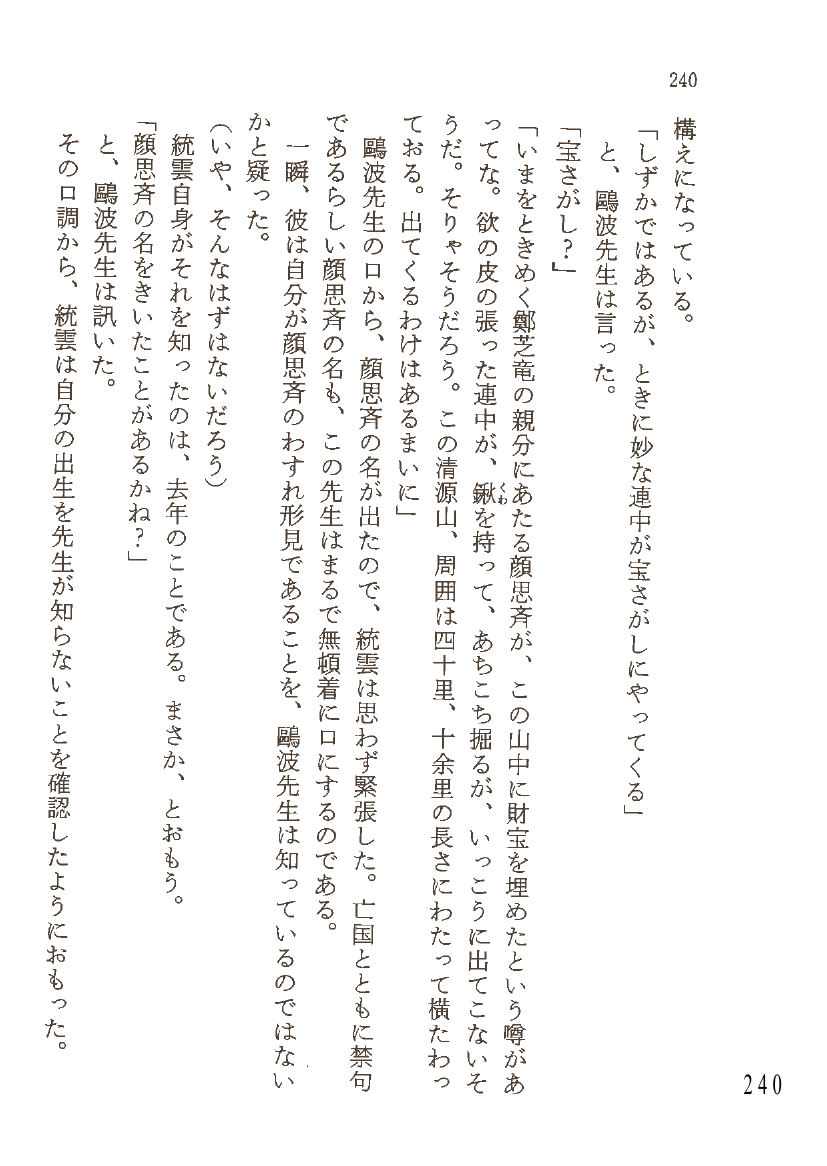 240
構えになっている。
「しずかではあるが、ときに妙な連中が宝さがしにやってくる」
と、鷗波先生は言った。
「宝さがし？」
「いまをときめく鄭芝竜の親分にあたる顔思斉が、この山中に財宝を埋めたという噂があ
ってな。欲の皮の張った連中が、鍬くわを持って、あちこち掘るが、いっこうに出てこないそ
うだ。そりゃそうだろう。この清源山、周囲は四十里、十余里の長さにわたって横たわっ
ておる。出てくるわけはあるまいに」
鷗波先生の口から、顔思斉の名が出たので、統雲は思わず緊張した。亡国とともに禁句
であるらしい顔思斉の名も、この先生はまるで無頓着に口にするのである。
一瞬、彼は自分が顔思斉のわすれ形見であることを、鷗波先生は知っているのではない
かと疑った。
（いや、そんなはずはないだろう）
統雲自身がそれを知ったのは、去年のことである。まさか、とおもう。
「顔思斉の名をきいたことがあるかね？」
と、鷗波先生は訊いた。
その口調から、統雲は自分の出生を先生が知らないことを確認したようにおもった。
240